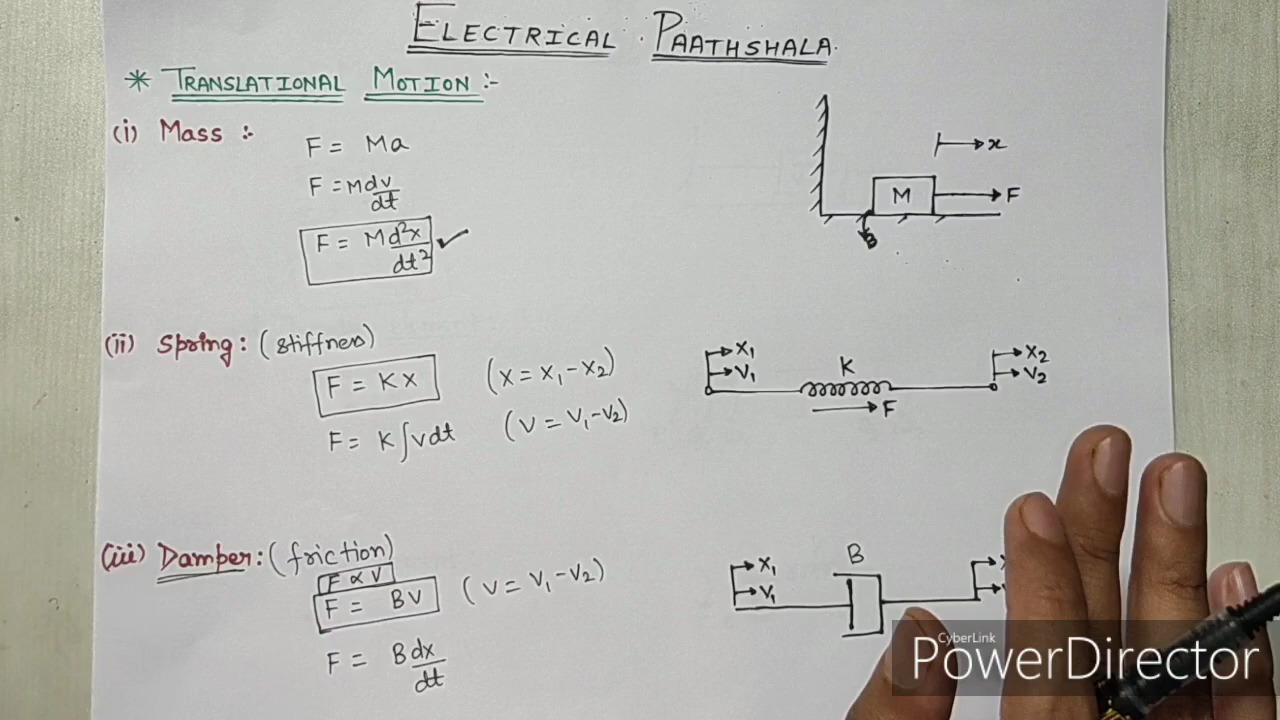 ELECTRICAL PAATHSHALA
* TRANSLATIONAL MOTION :-
(i) Mass :-
F = Ma
F = M dv/dt
F = M d²x/dt² ✓
x
M
F
B
(ii) Spring : (stiffness)
F = Kx (x = x₁ - x₂)
F = K ∫vdt (v = v₁ - v₂)
x₁
v₁
K
F
x₂
v₂
(iii) Damper : (friction)
F ∝ V
F = BV (v = v₁ - v₂)
F = B dx/dt
x₁
v₁
B
CyberLink
PowerDirector